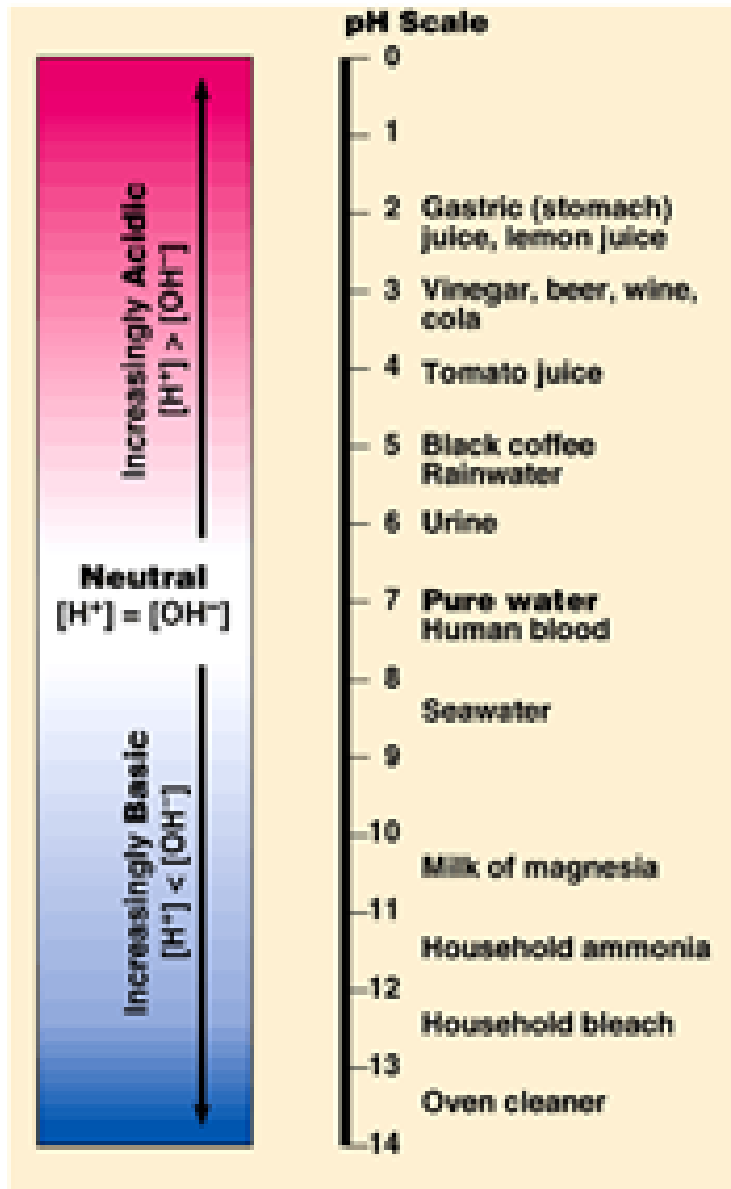 pH Scale
0
1
2 Gastric (stomach)
juice, lemon juice
3 Vinegar, beer, wine,
cola
4 Tomato juice
5 Black coffee
Rainwater
6 Urine
7 Pure water
Human blood
8
Seawater
9
10
Milk of magnesia
11
Household ammonia
12
Household bleach
13
Oven cleaner
14
Increasingly Acidic
[H⁺] > [OH⁻]
Neutral
[H⁺] = [OH⁻]
Increasingly Basic
[H⁺] < [OH⁻]